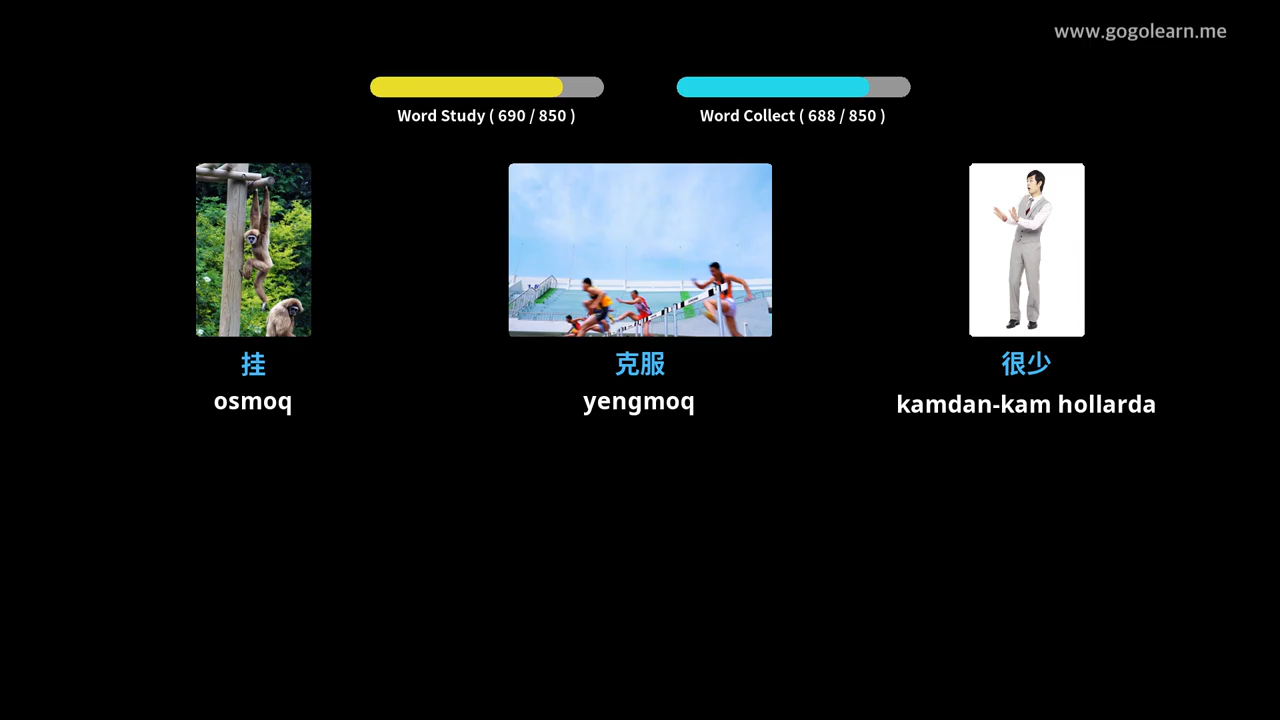 www.gogolearn.me
Word Study ( 690 / 850 )
Word Collect ( 688 / 850 )
挂
克服
很少
osmoq
yengmoq
kamdan-kam hollarda